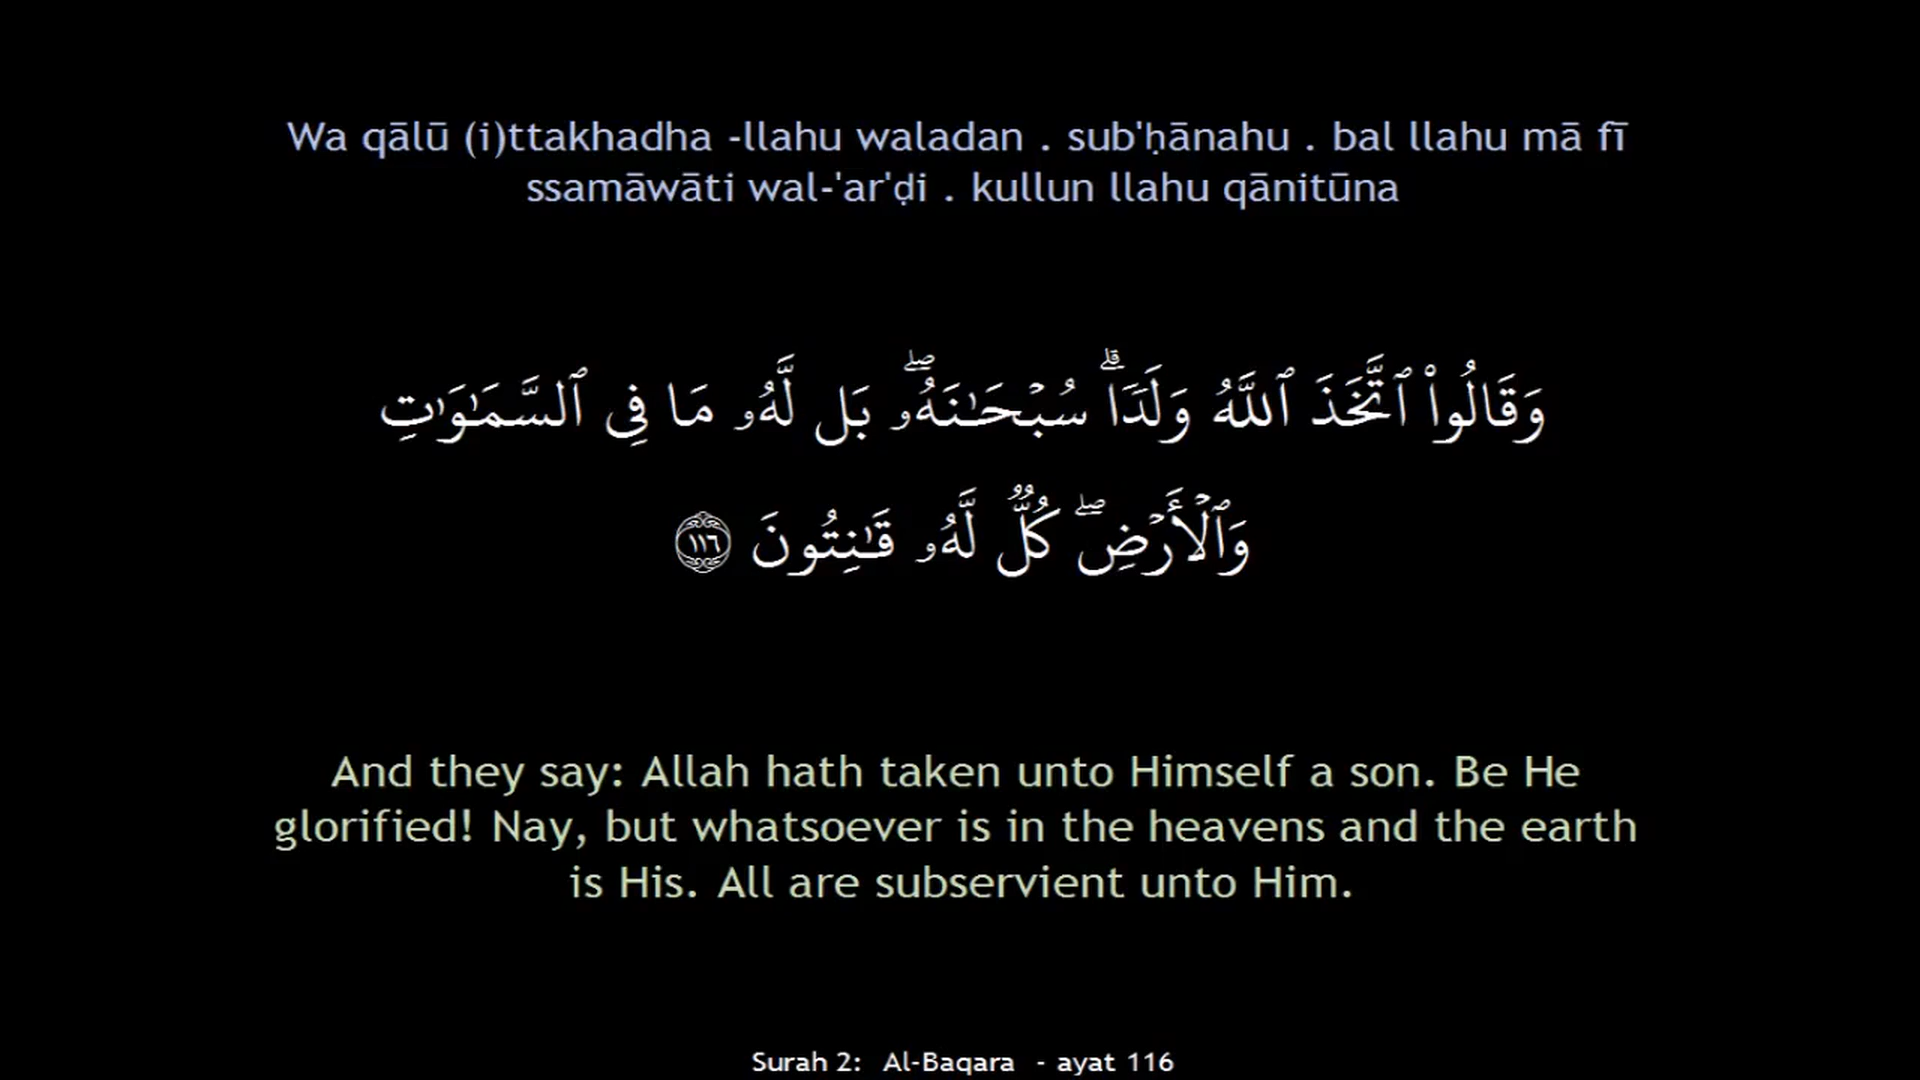 Wa qālū (i)ttakhadha -llahu waladan . sub'ḥānahu . bal llahu mā fī
ssamāwāti wal-'ar'ḍi . kullun llahu qānitūna
وَقَالُوا۟ ٱتَّخَذَ ٱللَّهُ وَلَدًۭا ۗ سُبْحَـٰنَهُۥ ۖ بَل لَّهُۥ مَا فِى ٱلسَّمَـٰوَٰتِ
وَٱلْأَرْضِ ۖ كُلٌّۭ لَّهُۥ قَـٰنِتُونَ ١١٦
And they say: Allah hath taken unto Himself a son. Be He
glorified! Nay, but whatsoever is in the heavens and the earth
is His. All are subservient unto Him.
Surah 2: Al-Baqara - ayat 116